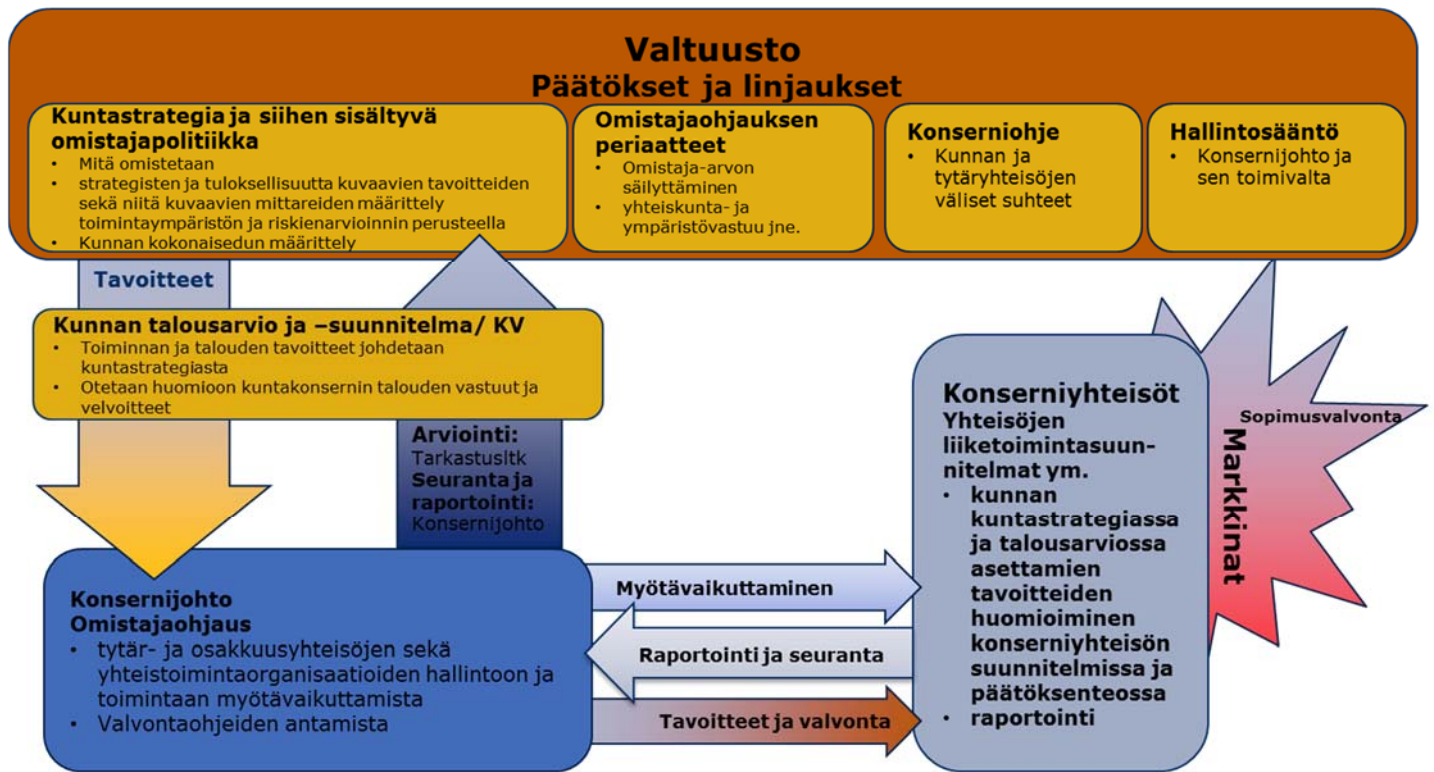 Valtuusto
Päätökset ja linjaukset
Kuntastrategia ja siihen sisältyvä
omistajapolitiikka
• Mitä omistetaan
• strategisten ja tuloksellisuutta kuvaavien tavoitteiden
sekä niitä kuvaavien mittareiden määrittely
toimintaympäristön ja riskienarvioinnin perusteella
• Kunnan kokonaisedun määrittely
Omistajaohjauksen
periaatteet
• Omistaja-arvon
säilyttäminen
• yhteiskunta- ja
ympäristövastuu jne.
Konserniohje
• Kunnan ja
tytäryhteisöjen
väliset suhteet
Hallintosääntö
• Konsernijohto ja
sen toimivalta
Tavoitteet
Kunnan talousarvio ja –suunnitelma/ KV
• Toiminnan ja talouden tavoitteet johdetaan
kuntastrategiasta
• Otetaan huomioon kuntakonsernin talouden vastuut ja
velvoitteet
Arviointi:
Tarkastusltk
Seuranta ja
raportointi:
Konsernijohto
Konsernijohto
Omistajaohjaus
• tytär- ja osakkuusyhteisöjen sekä
yhteistoimintaorganisaatioiden hallintoon ja
toimintaan myötävaikuttamista
• Valvontaohjeiden antamista
Myötävaikuttaminen
Raportointi ja seuranta
Tavoitteet ja valvonta
Konserniyhteisöt
Yhteisöjen
liiketoimintasuun-
nitelmat ym.
• kunnan
kuntastrategiassa
ja talousarviossa
asettamien
tavoitteiden
huomioiminen
konserniyhteisön
suunnitelmissa ja
päätöksenteossa
• raportointi
Sopimusvalvonta
Markkinat